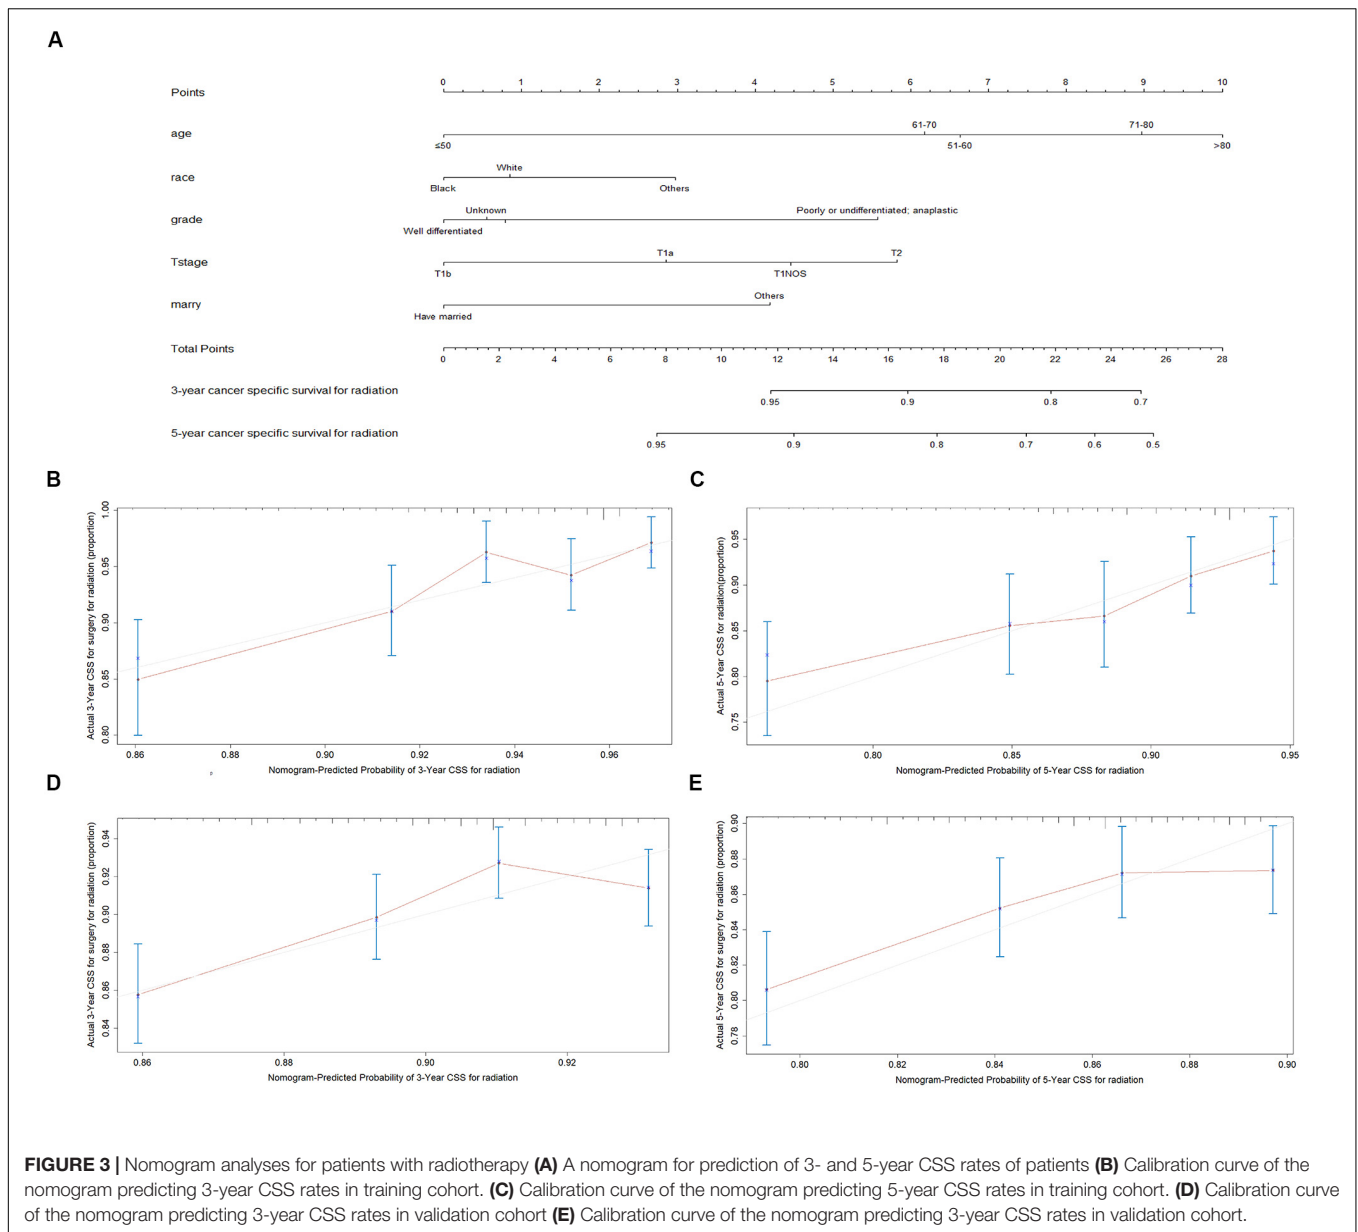 A
Points
0 1 2 3 4 5 6 7 8 9 10
age
61-70 71-80
≤50 51-60 >80
race
White
Black Others
grade
Unknown Poorly or undifferentiated; anaplastic
Well differentiated
Tstage
T1a T2
T1b T1NOS
marry
Others
Have married
Total Points
0 2 4 6 8 10 12 14 16 18 20 22 24 26 28
3-year cancer specific survival for radiation
0.95 0.9 0.8 0.7
5-year cancer specific survival for radiation
0.95 0.9 0.8 0.7 0.6 0.5
B
Actual 3-Year CSS for surgery for radiation (proportion)
0.80 0.85 0.90 0.95 1.00
0.86 0.88 0.90 0.92 0.94 0.96
Nomogram-Predicted Probability of 3-Year CSS for radiation
C
Actual 5-Year CSS for radiation(proportion)
0.75 0.80 0.85 0.90 0.95
0.80 0.85 0.90 0.95
Nomogram-Predicted Probability of 5-Year CSS for radiation
D
Actual 3-Year CSS for surgery for radiation (proportion)
0.84 0.86 0.88 0.90 0.92 0.94
0.86 0.88 0.90 0.92
Nomogram-Predicted Probability of 3-Year CSS for radiation
E
Actual 5-Year CSS for surgery for radiation (proportion)
0.78 0.80 0.82 0.84 0.86 0.88 0.90
0.80 0.82 0.84 0.86 0.88 0.90
Nomogram-Predicted Probability of 5-Year CSS for radiation
FIGURE 3 | Nomogram analyses for patients with radiotherapy (A) A nomogram for prediction of 3- and 5-year CSS rates of patients (B) Calibration curve of the
nomogram predicting 3-year CSS rates in training cohort. (C) Calibration curve of the nomogram predicting 5-year CSS rates in training cohort. (D) Calibration curve
of the nomogram predicting 3-year CSS rates in validation cohort (E) Calibration curve of the nomogram predicting 3-year CSS rates in validation cohort.